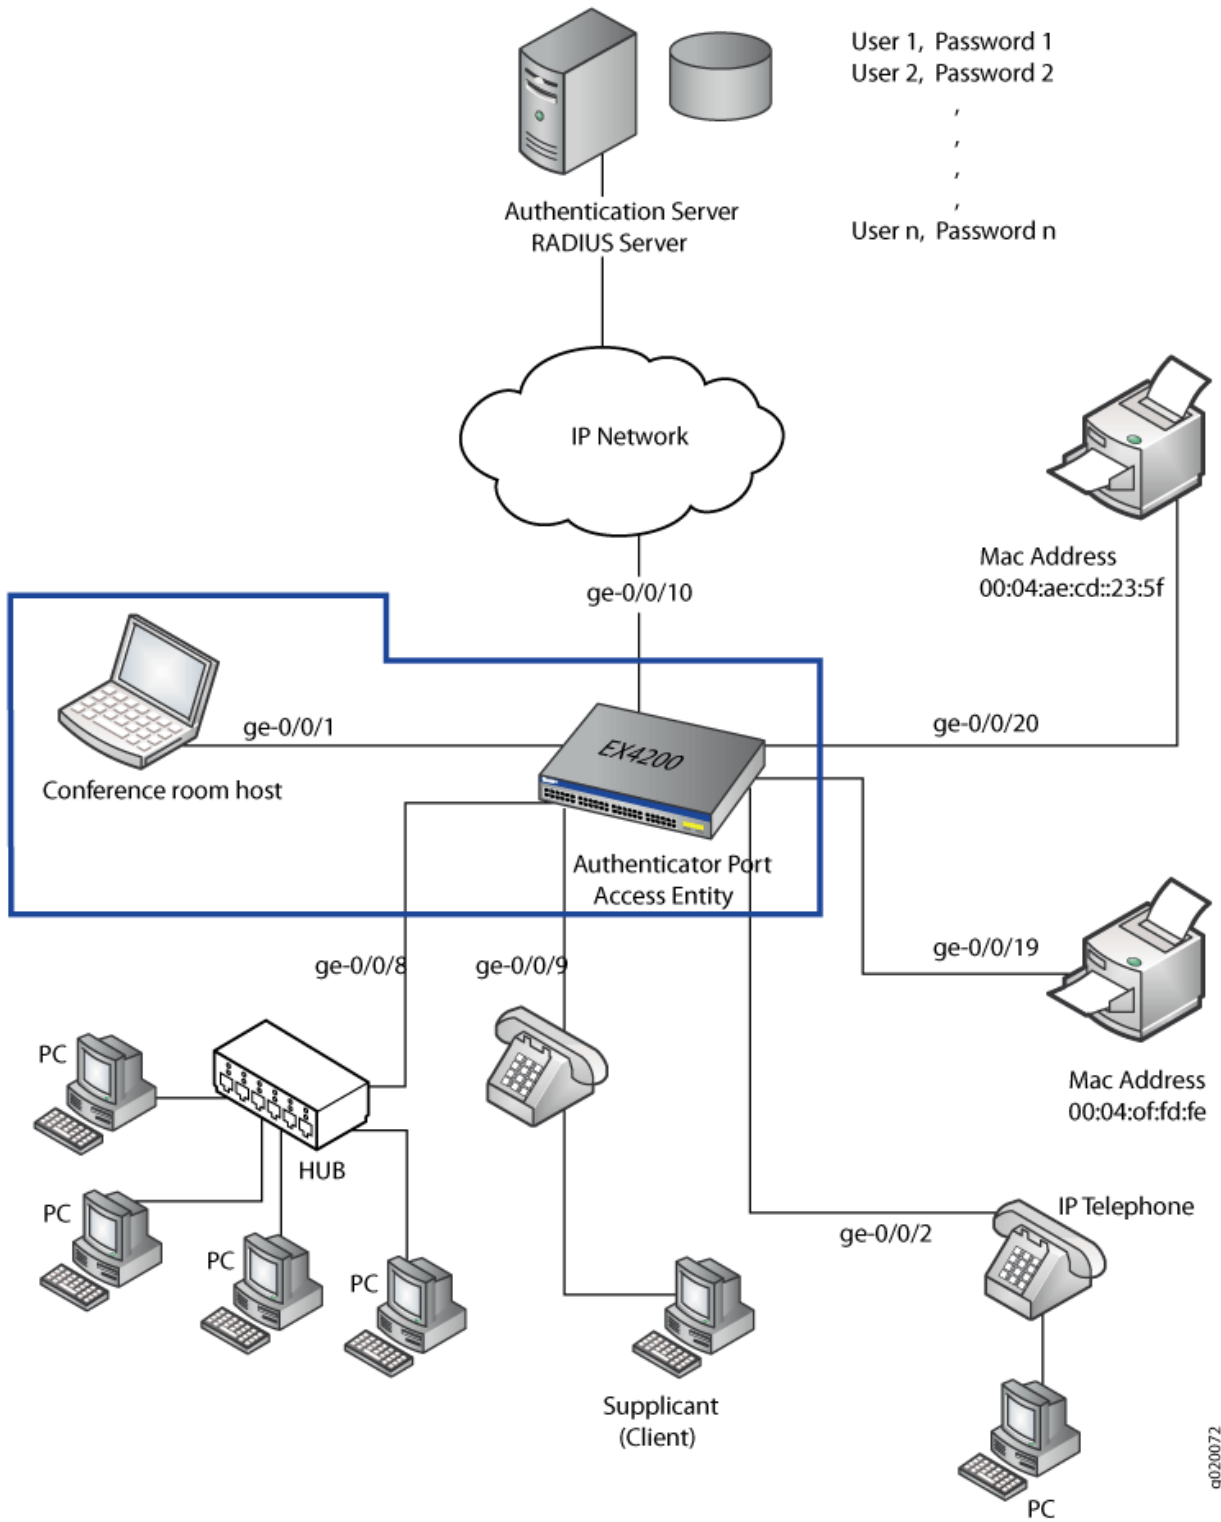 User 1, Password 1
User 2, Password 2
,
,
,
,
User n, Password n
Authentication Server
RADIUS Server
IP Network
Mac Address
00:04:ae:cd::23:5f
ge-0/0/10
ge-0/0/1
ge-0/0/20
EX4200
Conference room host
Authenticator Port
Access Entity
ge-0/0/8
ge-0/0/9
ge-0/0/19
PC
Mac Address
00:04:of:fd:fe
HUB
PC
IP Telephone
ge-0/0/2
PC
PC
Supplicant
(Client)
PC
g020072